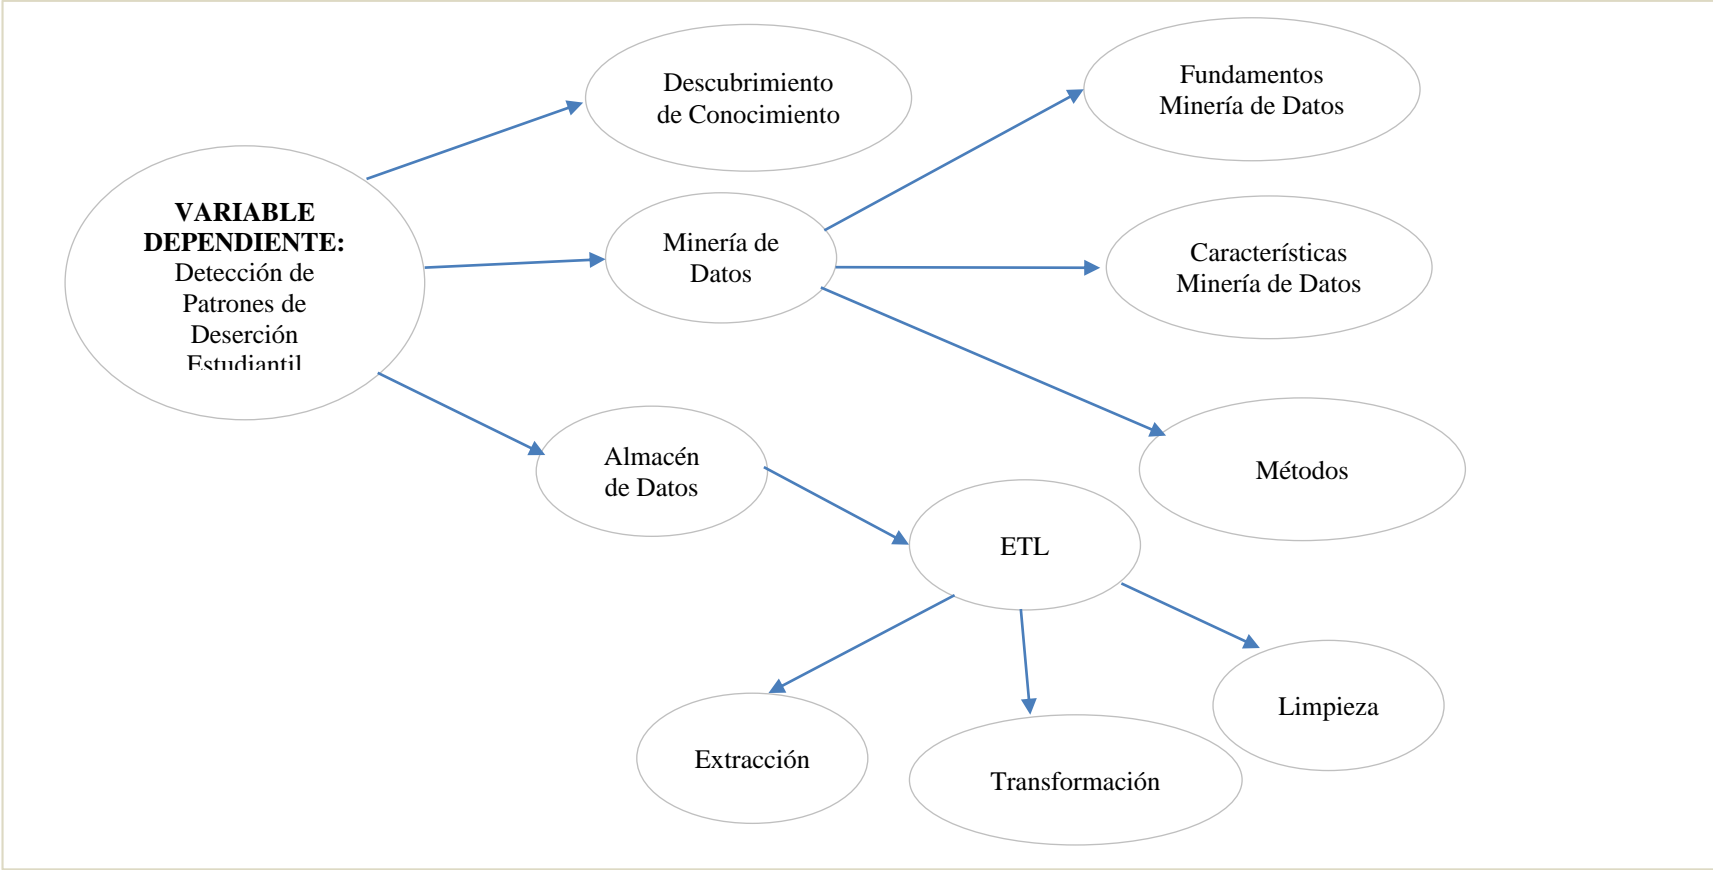 Descubrimiento
de Conocimiento
Fundamentos
Minería de Datos
VARIABLE
DEPENDIENTE:
Detección de
Patrones de
Deserción
Estudiantil
Minería de
Datos
Características
Minería de Datos
Almacén
de Datos
Métodos
ETL
Limpieza
Extracción
Transformación